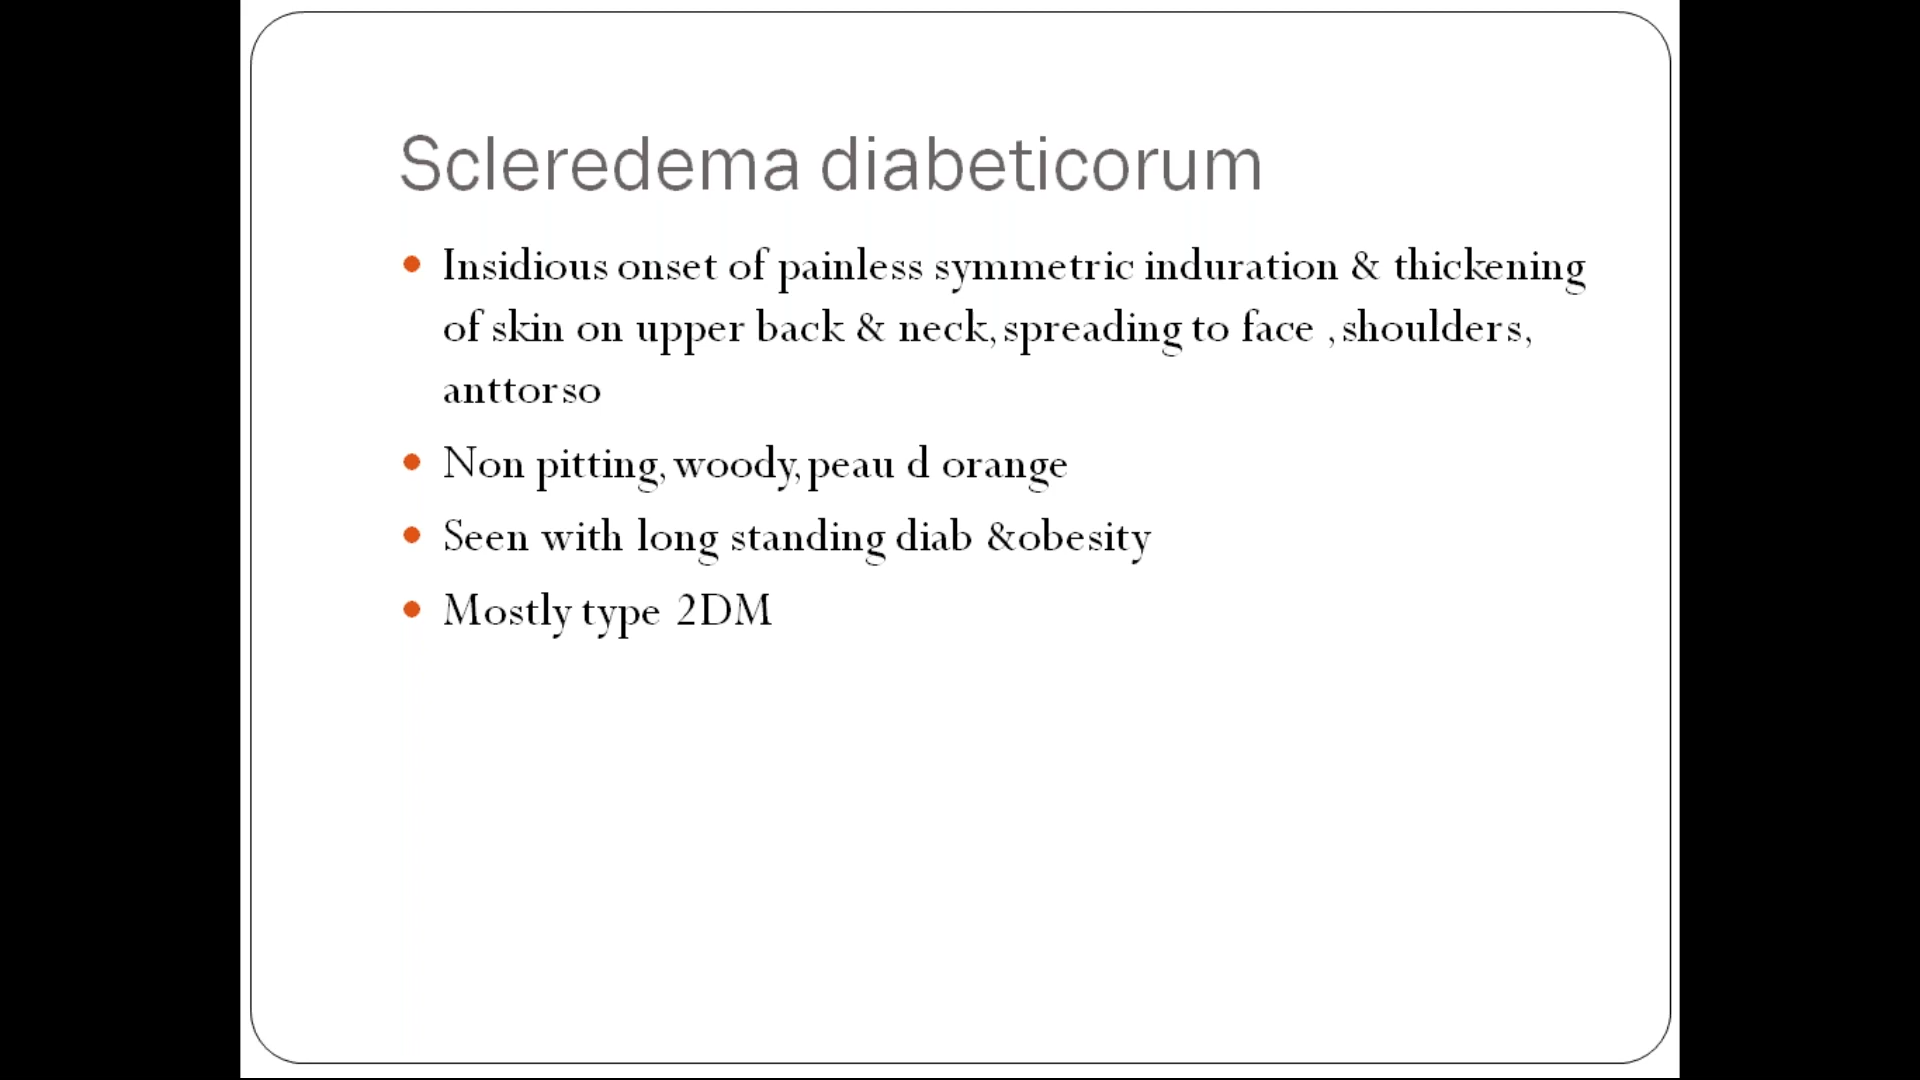 Scleredema diabeticorum
Insidious onset of painless symmetric induration & thickening
of skin on upper back & neck, spreading to face , shoulders,
anttorso
Non pitting, woody, peau d orange
Seen with long standing diab &obesity
Mostly type 2DM